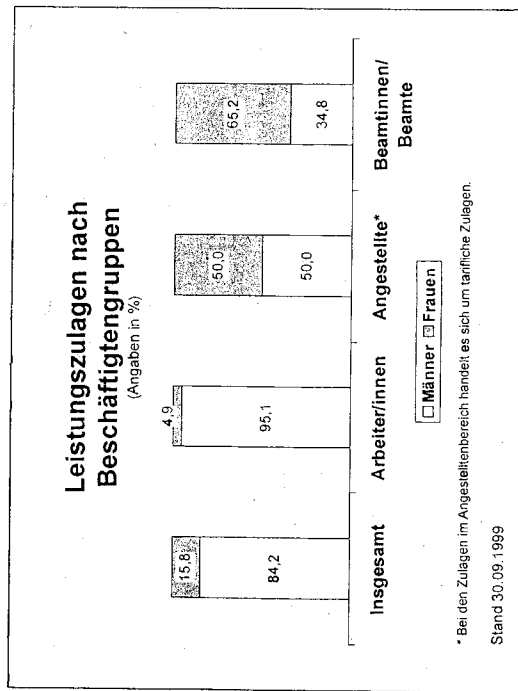 Leistungszulagen nach
Beschäftigtengruppen
(Angaben in %)
15,8
84,2
4,9
95,1
50,0
50,0
65,2
34,8
Insgesamt
Arbeiter/innen
Angestellte*
Beamtinnen/
Beamte
Männer Frauen
* Bei den Zulagen im Angestelltenbereich handelt es sich um tarifliche Zulagen.
Stand 30.09.1999